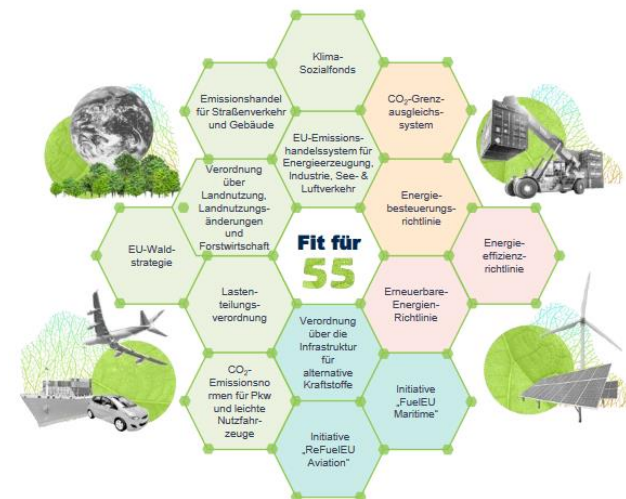 Klima-
Sozialfonds
Emissionshandel
für Straßenverkehr
und Gebäude
CO₂-Grenz-
ausgleichs-
system
EU-Emissions-
handelssystem für
Energieerzeugung,
Industrie, See- &
Luftverkehr
Verordnung
über
Landnutzung,
Landnutzungs-
änderungen
und
Forstwirtschaft
Energie-
besteuerungs-
richtlinie
EU-Wald-
strategie
Fit für
55
Energie-
effizienz-
richtlinie
Lasten-
teilungs-
verordnung
Erneuerbare-
Energien-
Richtlinie
Verordnung
über die
Infrastruktur
für
alternative
Kraftstoffe
CO₂-
Emissionsno
rmen für Pkw
und leichte
Nutzfahr-
zeuge
Initiative
„FuelEU
Maritime"
Initiative
„ReFuelEU
Aviation"